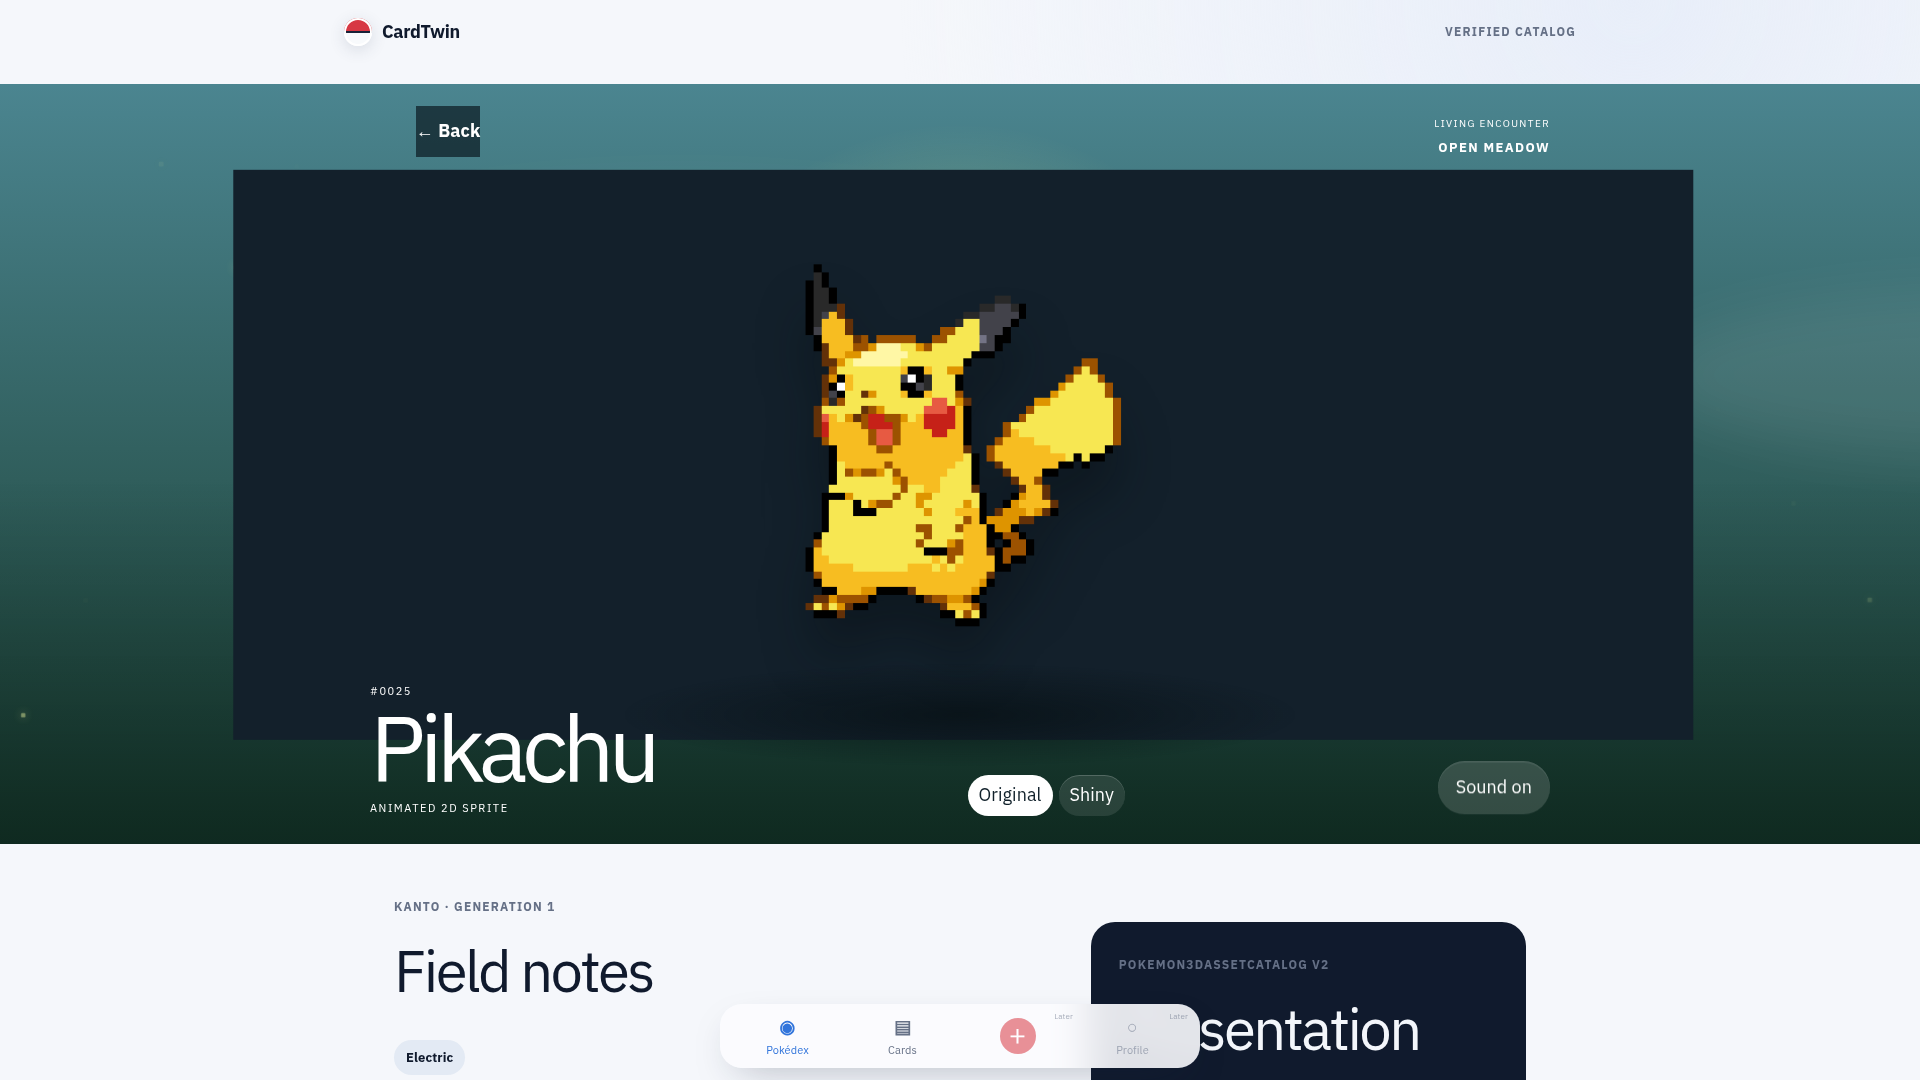 CardTwin
VERIFIED CATALOG
← Back
LIVING ENCOUNTER
OPEN MEADOW
#0025
Pikachu
ANIMATED 2D SPRITE
Original
Shiny
Sound on
KANTO · GENERATION 1
Field notes
Electric
POKEMON3DASSETCATALOG V2
sentation
Pokédex
Cards
Later
Profile
Later